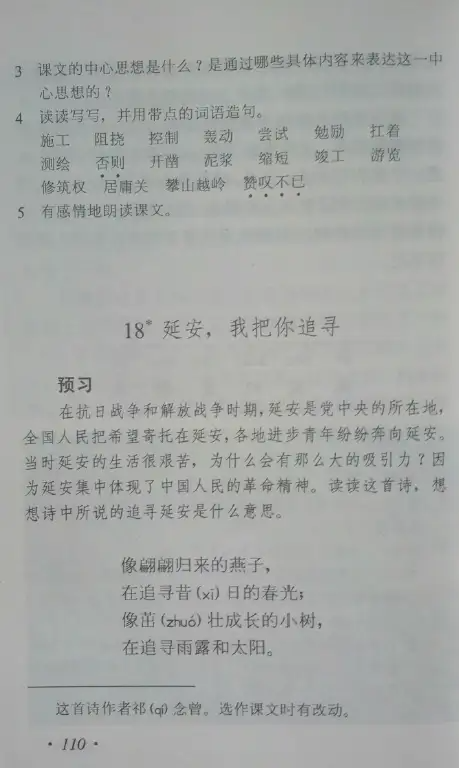 3 课文的中心思想是什么?是通过哪些具体内容来表达这一中
心思想的?
4 读读写写,并用带点的词语造句。
施工 阻挠 控制 轰动 尝试 勉励 扛着
测绘 否则 开凿 泥浆 缩短 竣工 游览
修筑权 居庸关 攀山越岭 赞叹不已
5 有感情地朗读课文。
18* 延安,我把你追寻
预习
在抗日战争和解放战争时期,延安是党中央的所在地,
全国人民把希望寄托在延安,各地进步青年纷纷奔向延安。
当时延安的生活很艰苦,为什么会有那么大的吸引力?因
为延安集中体现了中国人民的革命精神。读读这首诗,想
想诗中所说的追寻延安是什么意思。
像翩翩归来的燕子,
在追寻昔(xī)日的春光;
像茁(zhuó)壮成长的小树,
在追寻雨露和太阳。
这首诗作者祁(qí)念曾。选作课文时有改动。
·110·